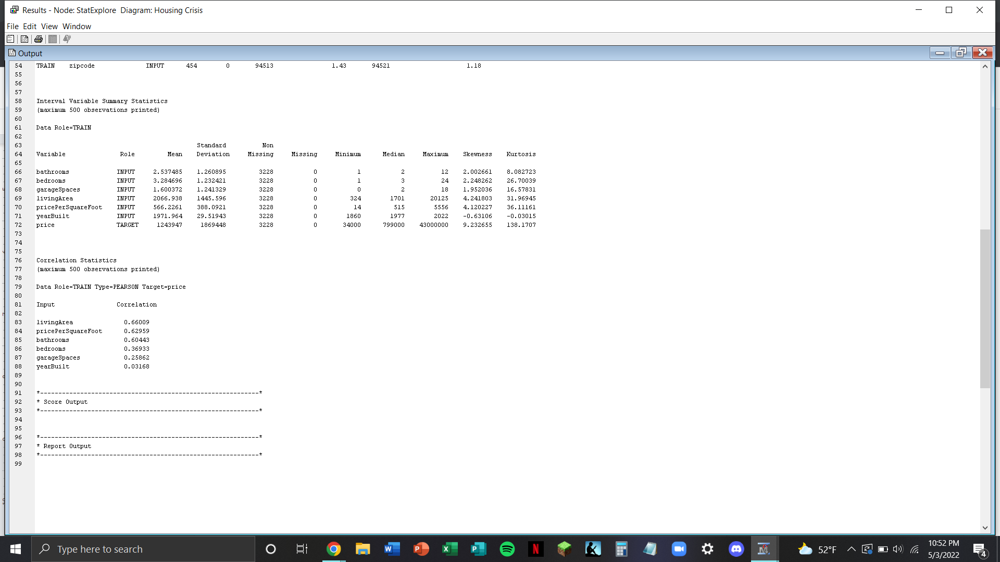 Results - Node: StatExplore  Diagram: Housing Crisis
File  Edit  View  Window
Output
54 TRAIN    zipcode              INPUT      454        0       94513                1.43       94521                     1.18
55
56
57
58 Interval Variable Summary Statistics
59 (maximum 500 observations printed)
60
61 Data Role=TRAIN
62
63                                            Standard          Non
64 Variable               Role         Mean    Deviation     Missing     Missing     Minimum      Median     Maximum    Skewness    Kurtosis
65
66 bathrooms             INPUT     2.537485    1.260895        3228           0           1           2          12    2.002661    8.082723
67 bedrooms              INPUT     3.284696    1.232421        3228           0           1           3          24    2.248262    26.70039
68 garageSpaces          INPUT     1.600372    1.241329        3228           0           0           2          18    1.952036    16.57831
69 livingArea            INPUT     2066.938    1445.596        3228           0         324        1701       20125    4.241803    31.96945
70 pricePerSquareFoot    INPUT     566.2261    388.0921        3228           0          14         515        5556    4.120227    36.11161
71 yearBuilt             INPUT     1971.964    29.51943        3228           0        1860        1977        2022    -0.63106    -0.03015
72 price                 TARGET     1243947     1869448        3228           0       34000      799000    43000000    9.232655    138.1707
73
74
75
76 Correlation Statistics
77 (maximum 500 observations printed)
78
79 Data Role=TRAIN Type=PEARSON Target=price
80
81 Input                 Correlation
82
83 livingArea              0.66009
84 pricePerSquareFoot      0.62959
85 bathrooms               0.60443
86 bedrooms                0.36933
87 garageSpaces            0.25862
88 yearBuilt               0.03168
89
90
91 *------------------------------------------------------------*
92 * Score Output
93 *------------------------------------------------------------*
94
95
96 *------------------------------------------------------------*
97 * Report Output
98 *------------------------------------------------------------*
99
Type here to search
52°F
10:52 PM
5/3/2022
4